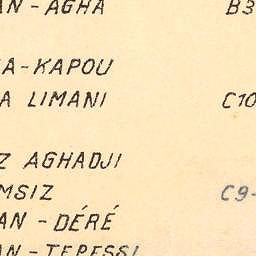 AN - AGHA B3
A-KAPOU
A LIMANI C10
Z AGHADJI
MSIZ C9-
AN - DÉRÉ
AN - TEPESSI